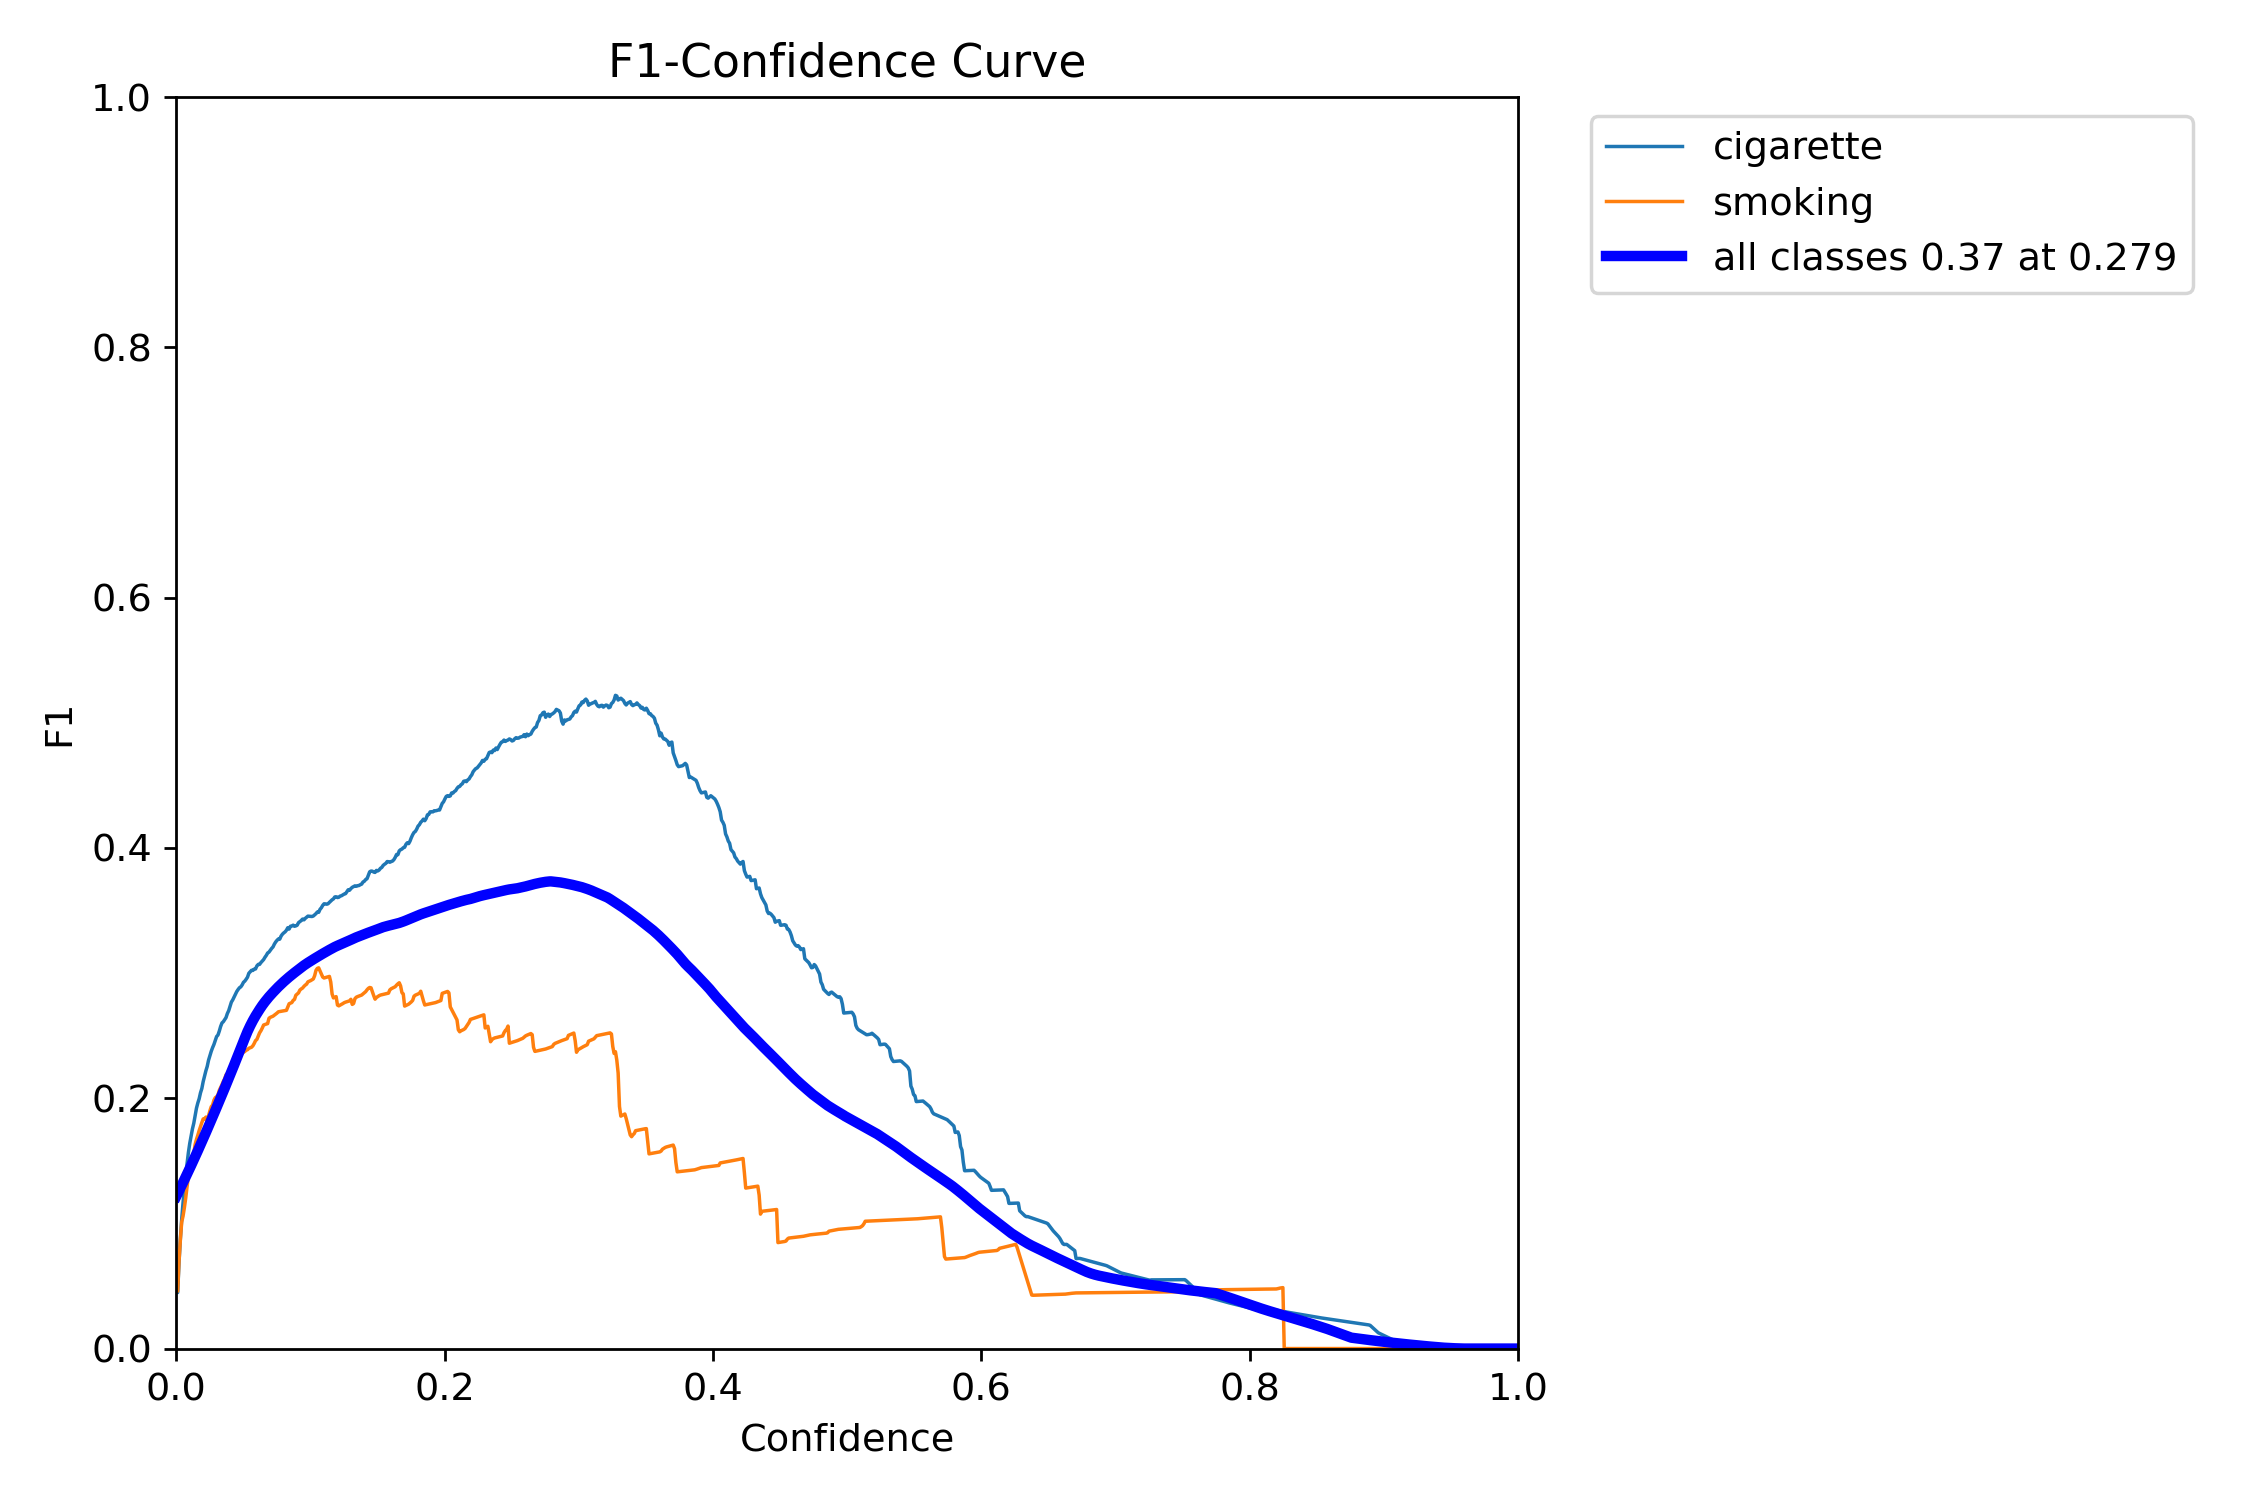 F1-Confidence Curve
1.0
0.8
0.6
0.4
0.2
0.0
F1
0.0 0.2 0.4 0.6 0.8 1.0
Confidence
cigarette
smoking
all classes 0.37 at 0.279